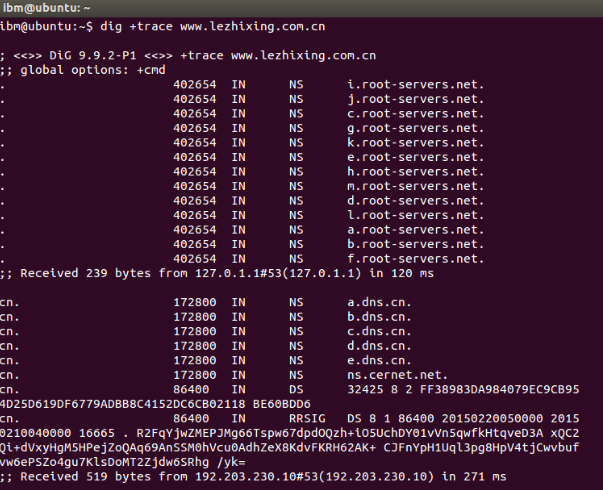 ibm@ubuntu: ~
ibm@ubuntu:~$ dig +trace www.lezhixing.com.cn
; <<>> DiG 9.9.2-P1 <<>> +trace www.lezhixing.com.cn
;; global options: +cmd
. 402654 IN NS i.root-servers.net.
. 402654 IN NS j.root-servers.net.
. 402654 IN NS c.root-servers.net.
. 402654 IN NS g.root-servers.net.
. 402654 IN NS k.root-servers.net.
. 402654 IN NS e.root-servers.net.
. 402654 IN NS h.root-servers.net.
. 402654 IN NS m.root-servers.net.
. 402654 IN NS d.root-servers.net.
. 402654 IN NS l.root-servers.net.
. 402654 IN NS a.root-servers.net.
. 402654 IN NS b.root-servers.net.
. 402654 IN NS f.root-servers.net.
;; Received 239 bytes from 127.0.1.1#53(127.0.1.1) in 120 ms
cn. 172800 IN NS a.dns.cn.
cn. 172800 IN NS b.dns.cn.
cn. 172800 IN NS c.dns.cn.
cn. 172800 IN NS d.dns.cn.
cn. 172800 IN NS e.dns.cn.
cn. 172800 IN NS ns.cernet.net.
cn. 86400 IN DS 32425 8 2 FF38983DA984079EC9CB95
4D25D619DF6779ADBB8C4152DC6CB02118 BE60BDD6
cn. 86400 IN RRSIG DS 8 1 86400 20150220050000 2015
0210040000 16665 . R2FqYjwZMEPJMg66Tspw67dpdOQzh+iO5UchDY01vVn5qwfkHtqveD3A xQC2
Qi+dVxyHgM5HPejZoQAq69AnSSM0hVcu0AdhZeX8KdvFKRH62AK+ CJFnYpH1Uql3pg8HpV4tjCwvbuf
vw6ePSZo4gu7KlsDoMT2Zjdw6SRhg /yk=
;; Received 519 bytes from 192.203.230.10#53(192.203.230.10) in 271 ms